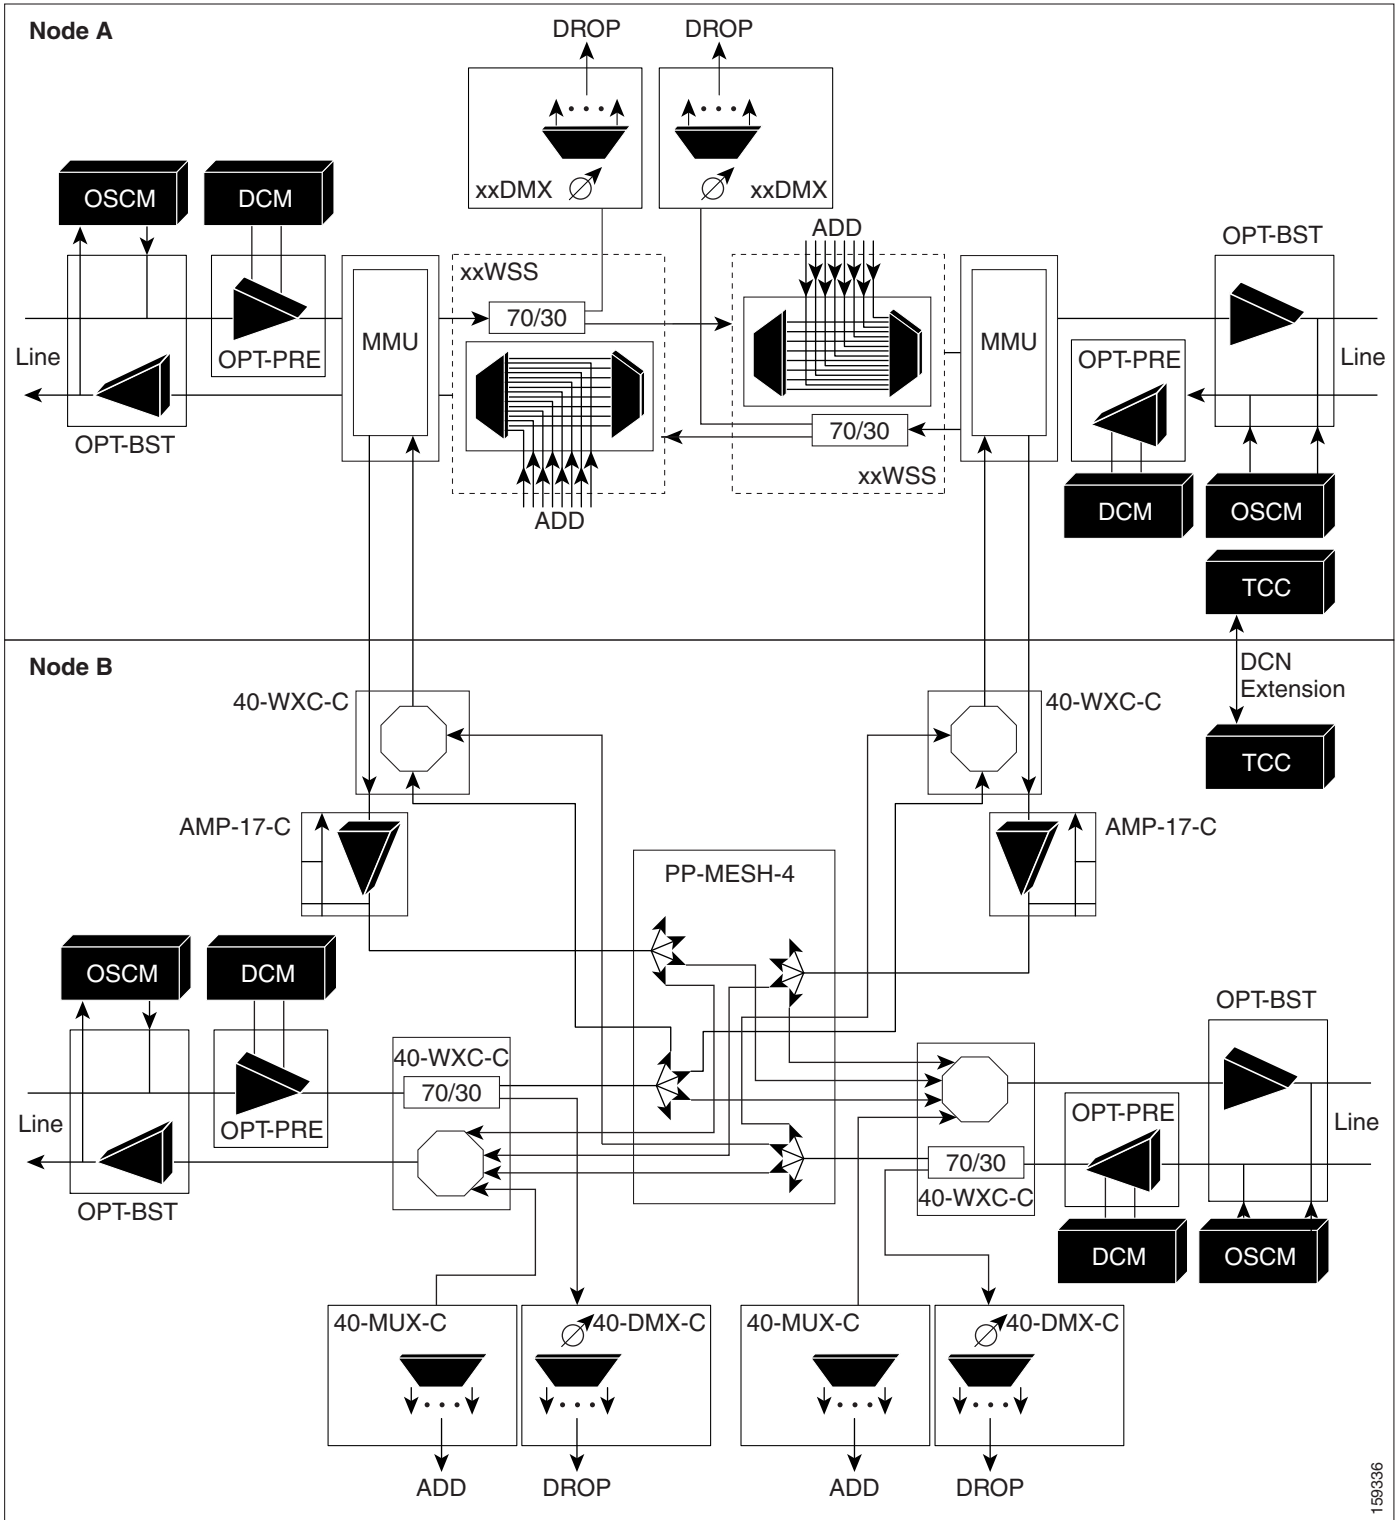 Node A
DROP
DROP
xxDMX
xxDMX
OSCM
DCM
ADD
OPT-BST
xxWSS
70/30
MMU
MMU
OPT-PRE
OPT-PRE
Line
Line
OPT-BST
70/30
xxWSS
ADD
DCM
OSCM
TCC
Node B
DCN
Extension
40-WXC-C
40-WXC-C
TCC
AMP-17-C
AMP-17-C
PP-MESH-4
OSCM
DCM
OPT-BST
40-WXC-C
70/30
OPT-PRE
OPT-PRE
Line
Line
70/30
40-WXC-C
OPT-BST
DCM
OSCM
40-MUX-C
40-DMX-C
40-MUX-C
40-DMX-C
ADD
DROP
ADD
DROP
159336